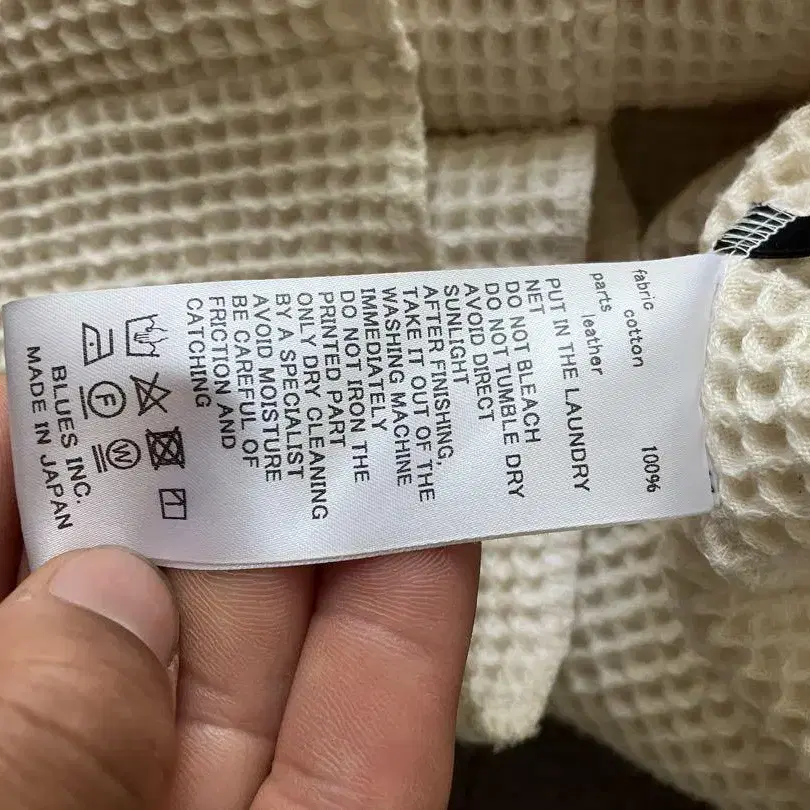 fabric cotton 100%
parts leather
PUT IN THE LAUNDRY
NET
DO NOT BLEACH
DO NOT TUMBLE DRY
AVOID DIRECT
SUNLIGHT
AFTER FINISHING,
TAKE IT OUT OF THE
WASHING MACHINE
IMMEDIATELY
DO NOT IRON THE
PRINTED PART
ONLY DRY CLEANING
BY A SPECIALIST
AVOID MOISTURE
BE CAREFUL OF
FRICTION AND
CATCHING
F W
BLUES INC.
MADE IN JAPAN